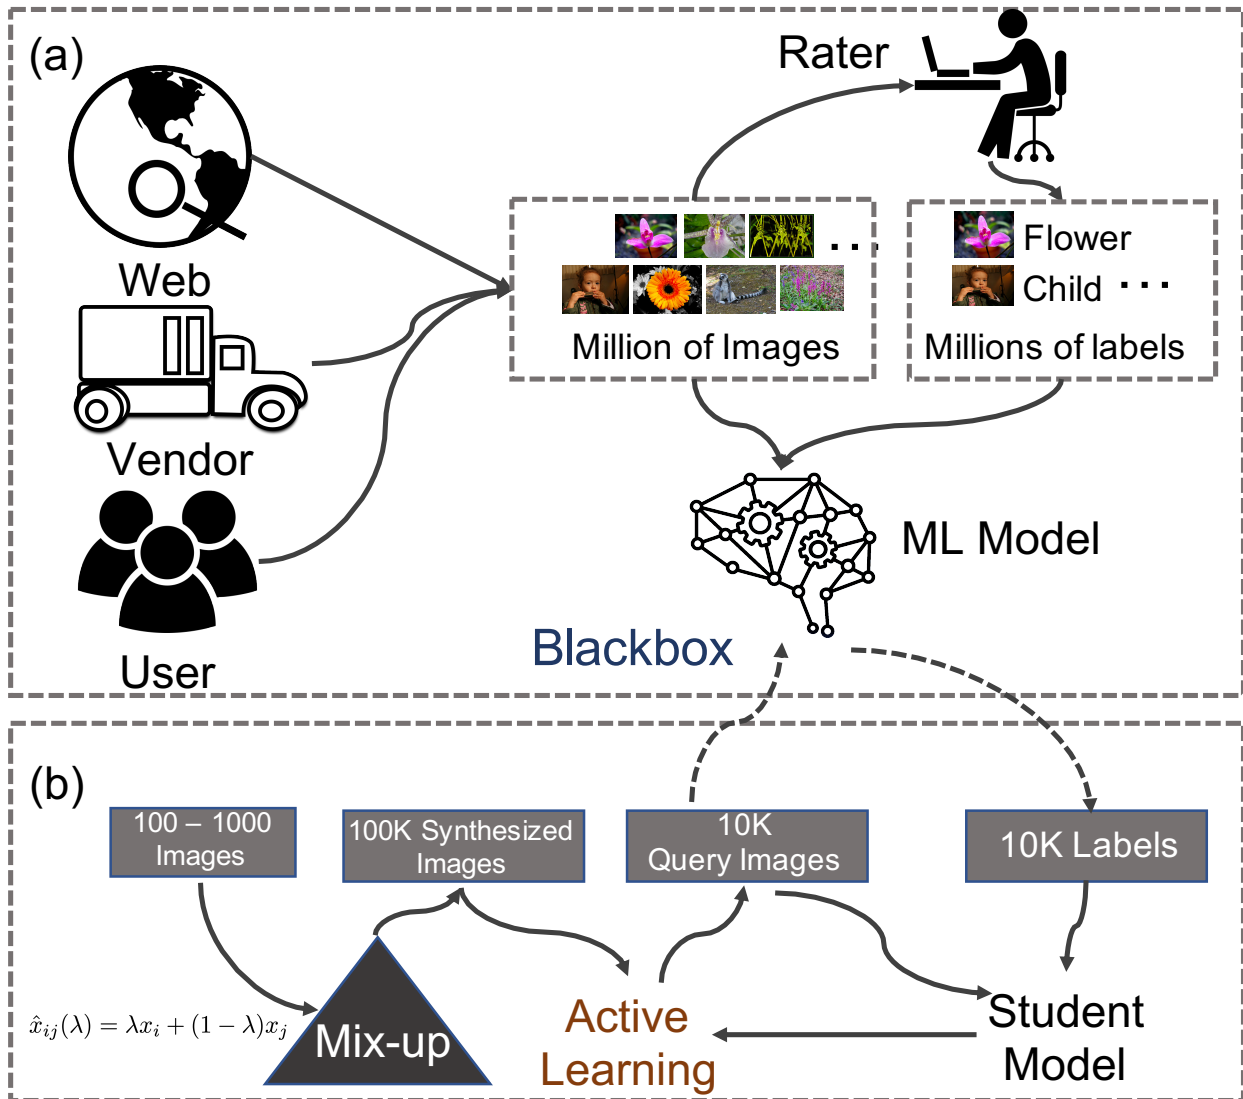 (a)
Rater
Web
Flower
Child ...
...
Million of Images
Millions of labels
Vendor
ML Model
Blackbox
User
(b)
100 – 1000
Images
100K Synthesized
Images
10K
Query Images
10K Labels
x̂ᵢⱼ(λ) = λxᵢ + (1 − λ)xⱼ
Mix-up
Active
Learning
Student
Model